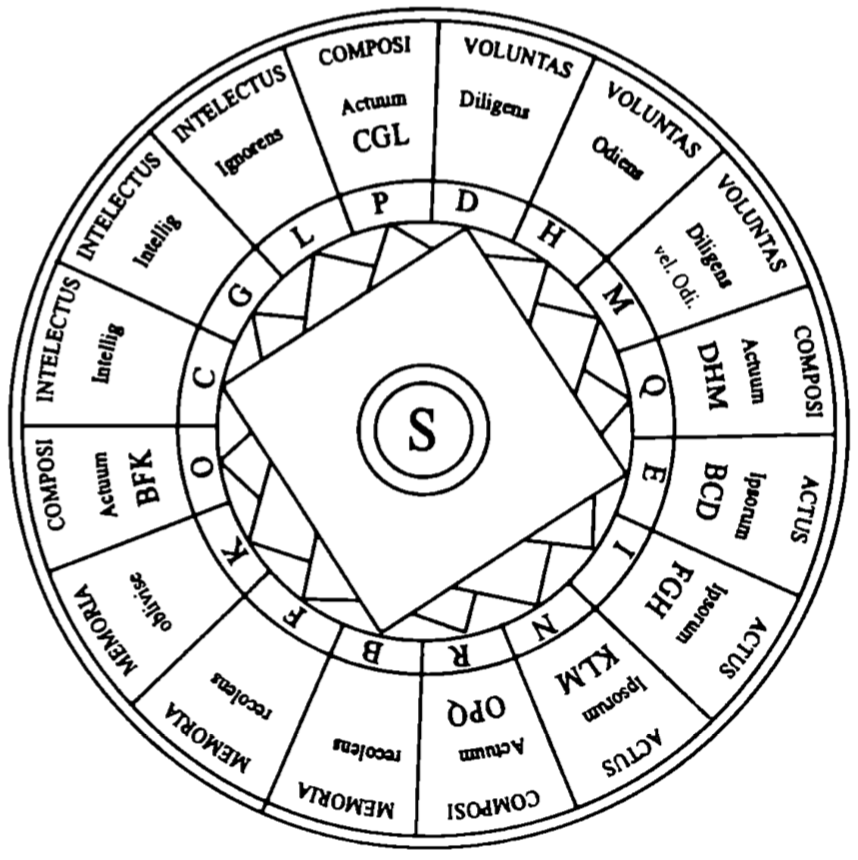 COMPOSI
Actuum
CGL
P
VOLUNTAS
Diligens
D
VOLUNTAS
Odiens
H
VOLUNTAS
Diligens
vel. Odi.
M
COMPOSI
Actuum
DHM
Q
ACTUS
Ipsorum
BCD
E
ACTUS
Ipsorum
FGH
I
ACTUS
Ipsorum
KLM
N
COMPOSI
Actuum
OPQ
R
MEMORIA
recolens
B
MEMORIA
recolens
F
MEMORIA
oblivisc
K
COMPOSI
Actuum
BFK
O
INTELECTUS
Intellig
C
INTELECTUS
Intellig
G
INTELECTUS
Ignorens
L
S